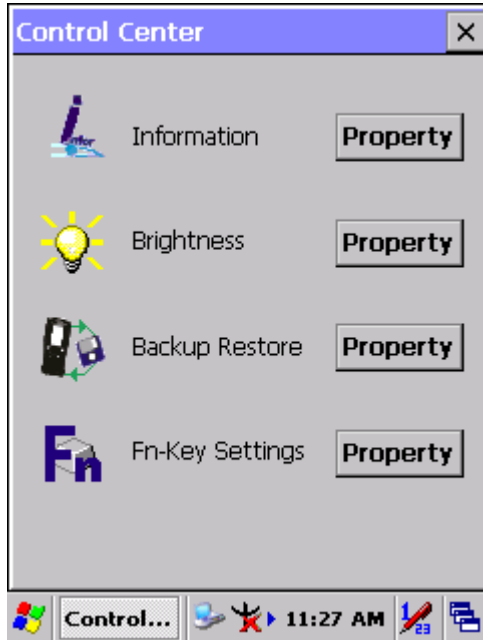 Control Center
Information Property
Brightness Property
Backup Restore Property
Fn-Key Settings Property
Control... 11:27 AM